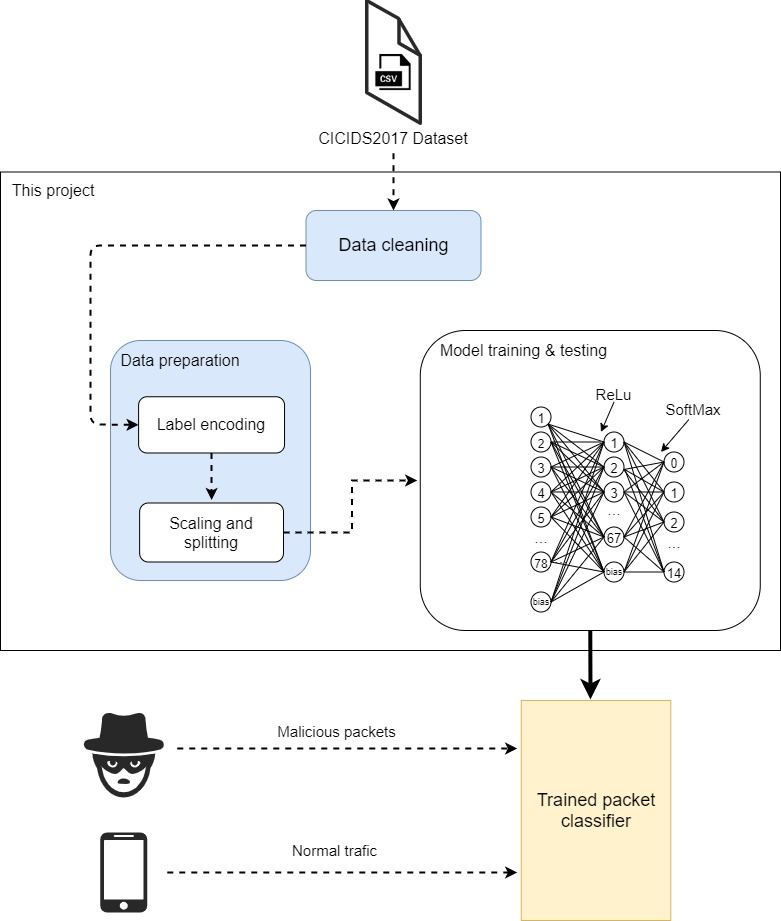 CSV
CICIDS2017 Dataset
This project
Data cleaning
Data preparation
Label encoding
Scaling and
splitting
Model training & testing
ReLu
SoftMax
1
2
3
4
5
...
78
bias
1
2
3
...
67
bias
0
1
2
...
14
Malicious packets
Normal trafic
Trained packet
classifier